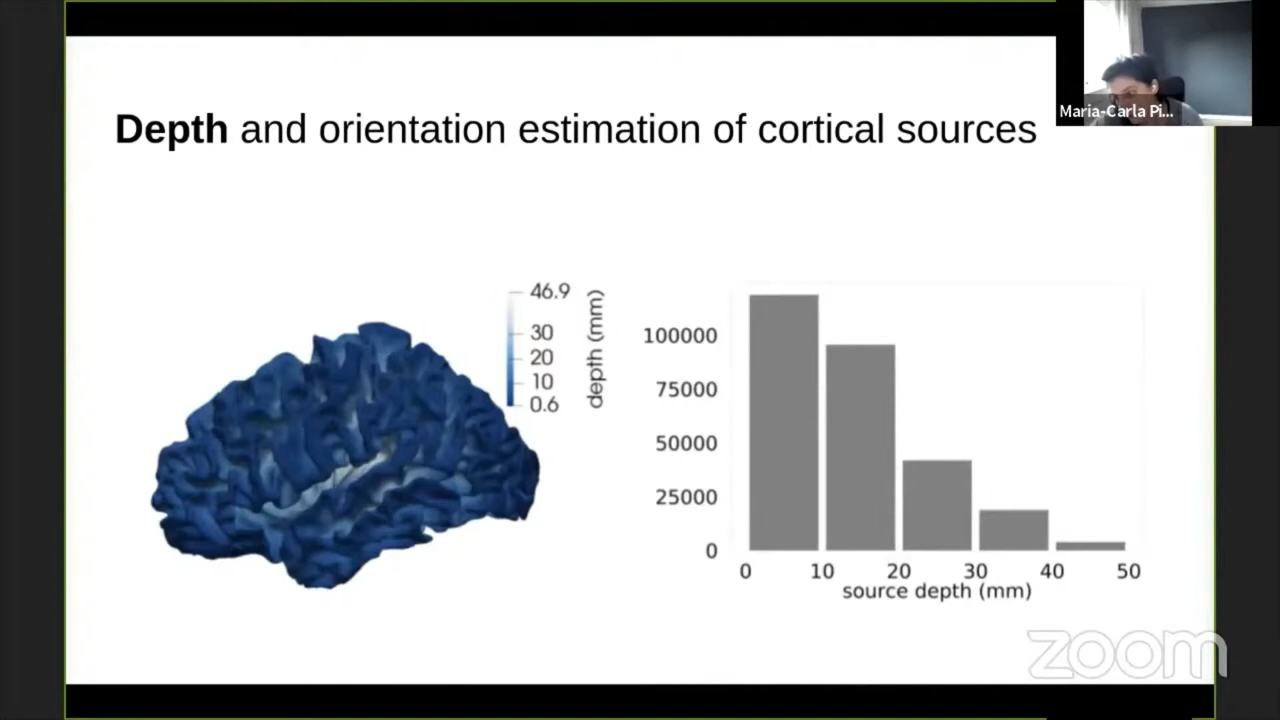 Maria-Carla Pi...
Depth and orientation estimation of cortical sources
46.9
30
20
10
0.6
depth (mm)
100000
75000
50000
25000
0
0 10 20 30 40 50
source depth (mm)
zoom